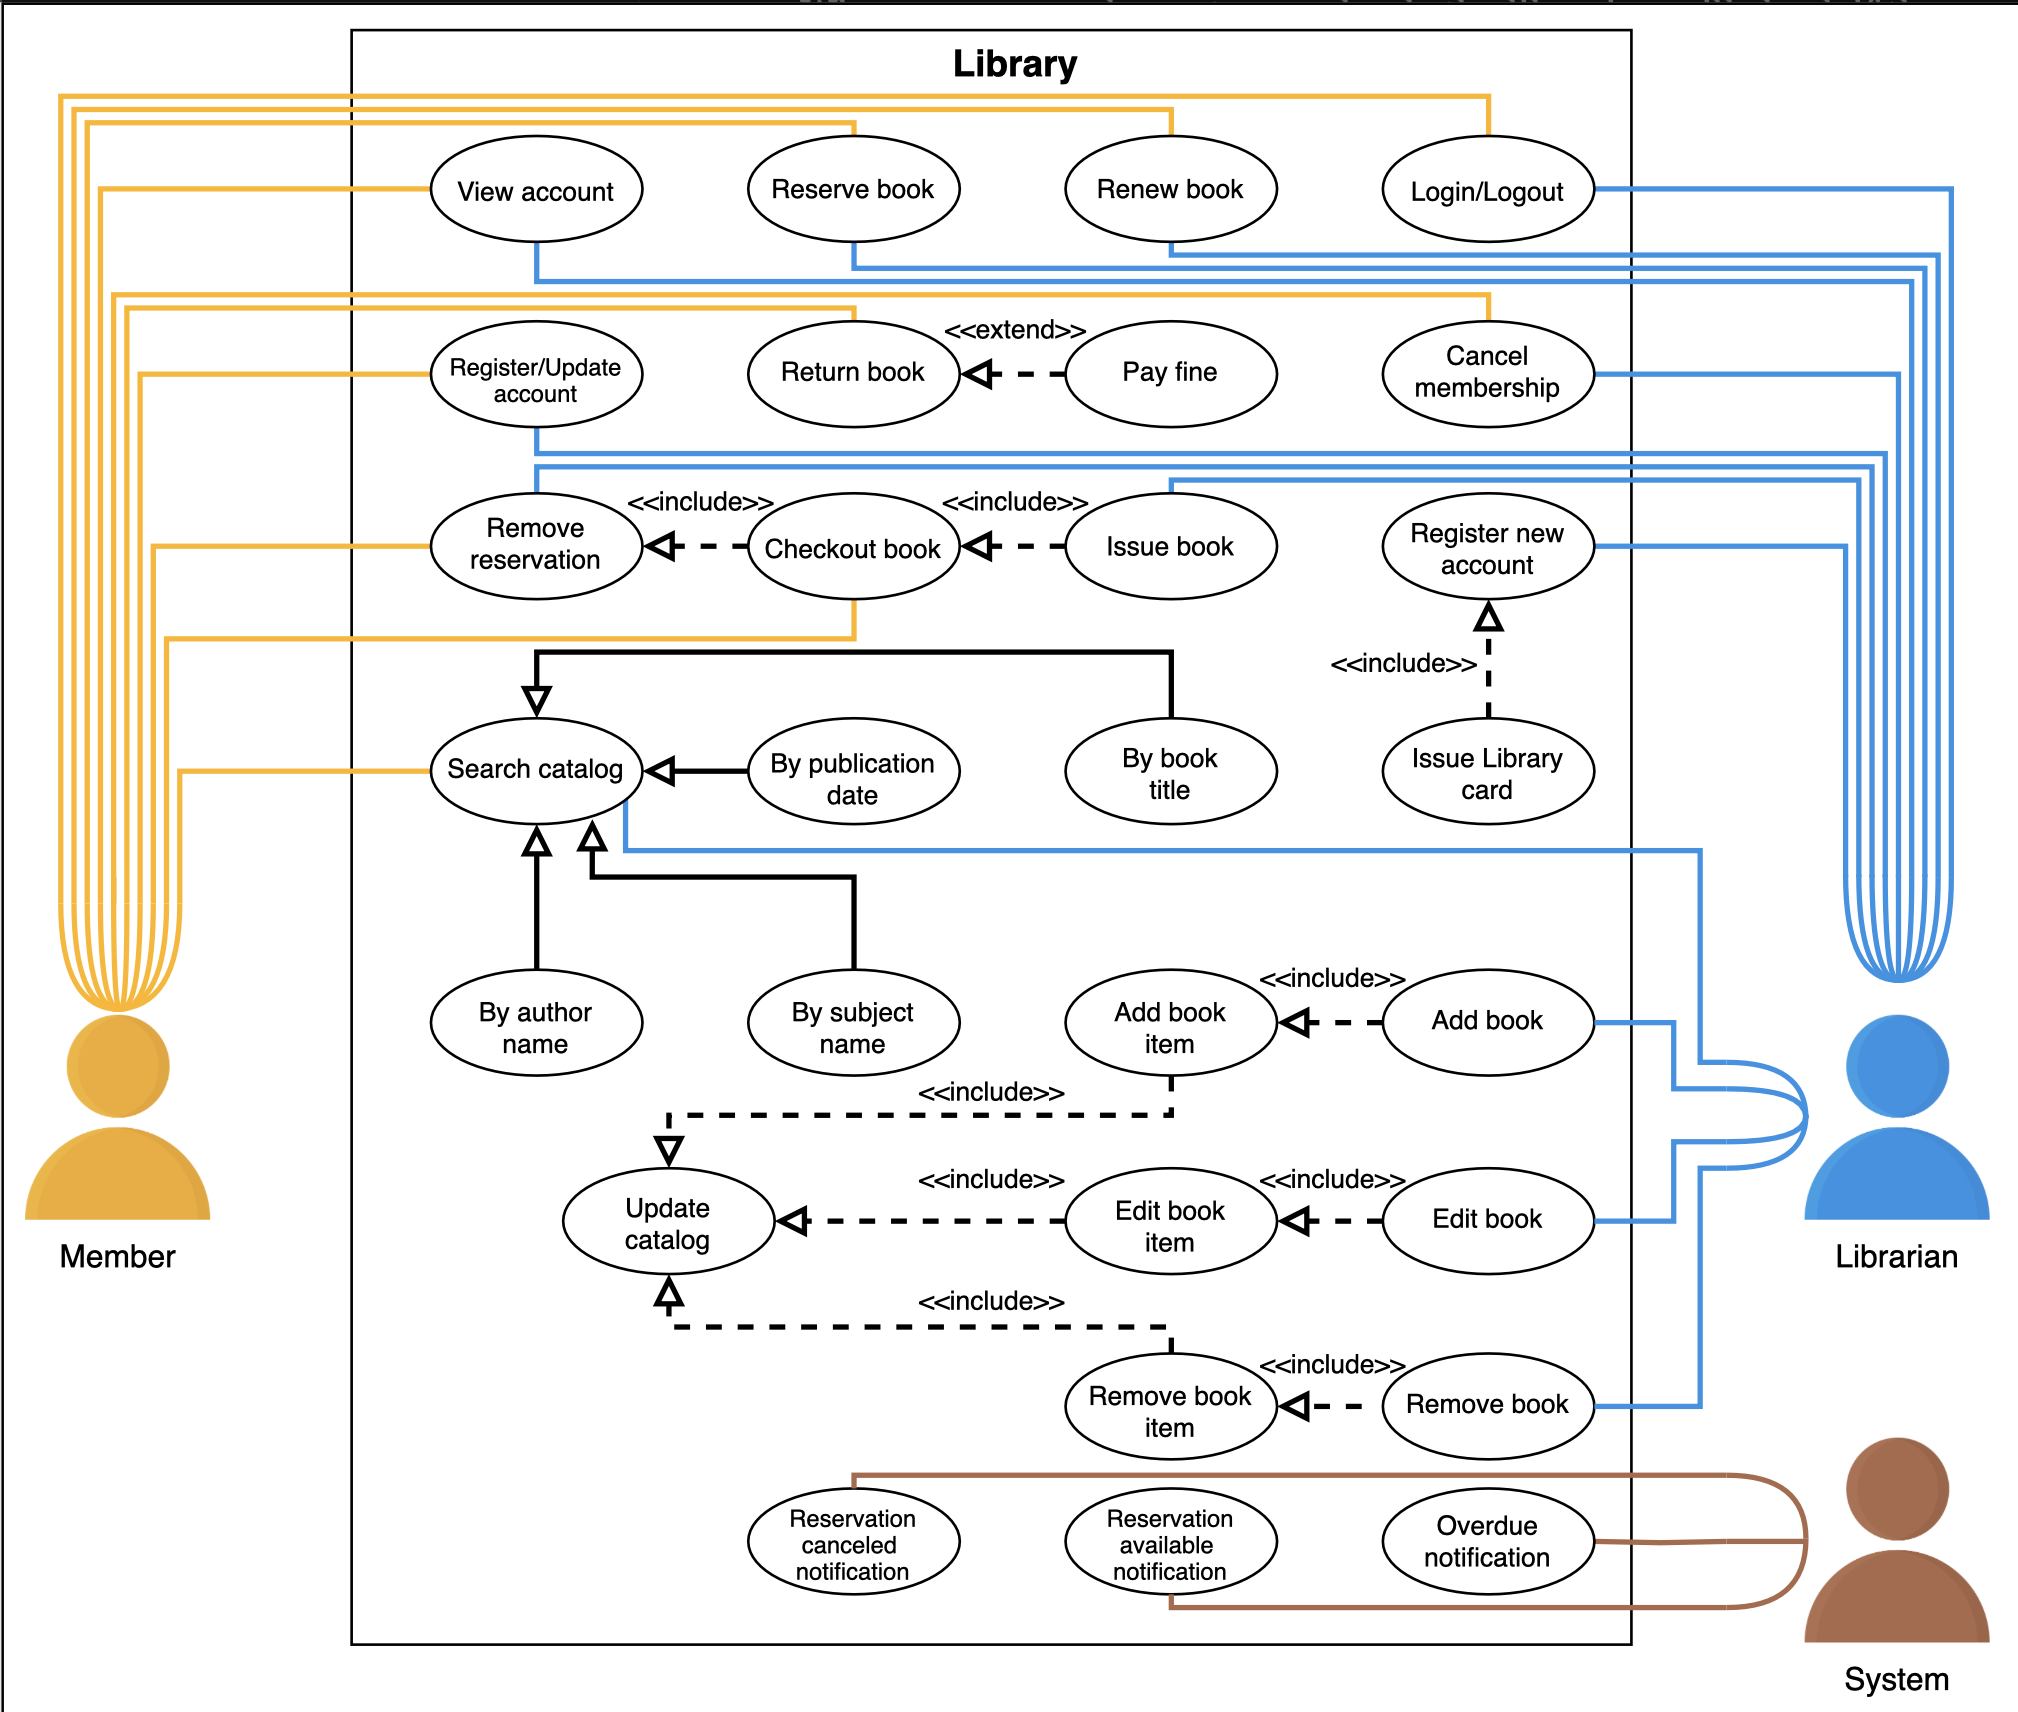 Library
View account
Reserve book
Renew book
Login/Logout
Register/Update
account
Return book
<<extend>>
Pay fine
Cancel
membership
Remove
reservation
<<include>>
Checkout book
<<include>>
Issue book
Register new
account
<<include>>
Search catalog
By publication
date
By book
title
Issue Library
card
By author
name
By subject
name
Add book
item
<<include>>
Add book
<<include>>
Update
catalog
<<include>>
Edit book
item
<<include>>
Edit book
<<include>>
Remove book
item
<<include>>
Remove book
Reservation
canceled
notification
Reservation
available
notification
Overdue
notification
Member
Librarian
System